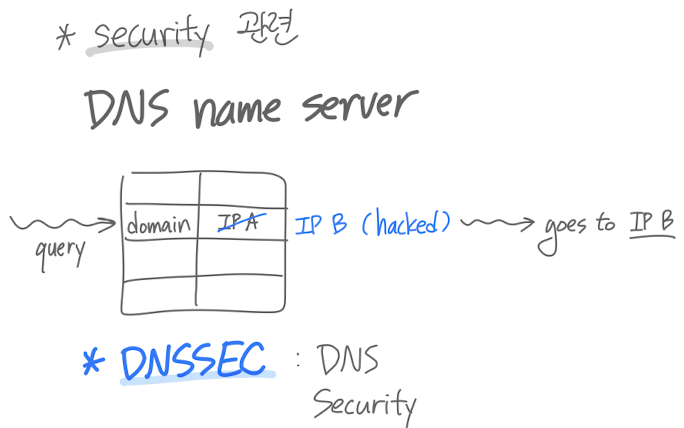 * security 관련
DNS name server
query
domain IP A IP B (hacked) goes to IP B
* DNSSEC : DNS
Security